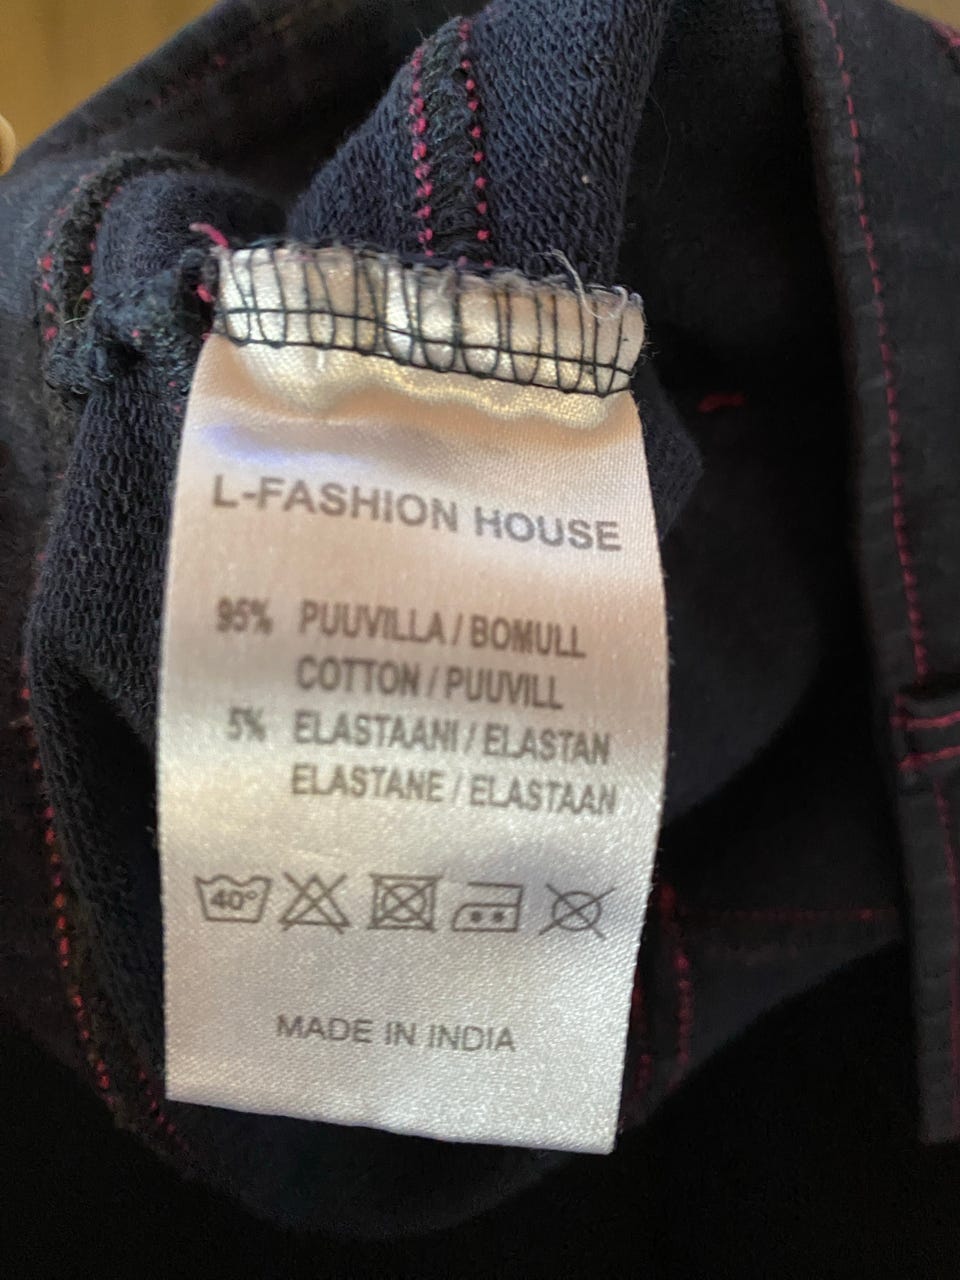 L-FASHION HOUSE
95% PUUVILLA / BOMULL
COTTON / PUUVILL
5% ELASTAANI / ELASTAN
ELASTANE / ELASTAAN
40°
MADE IN INDIA